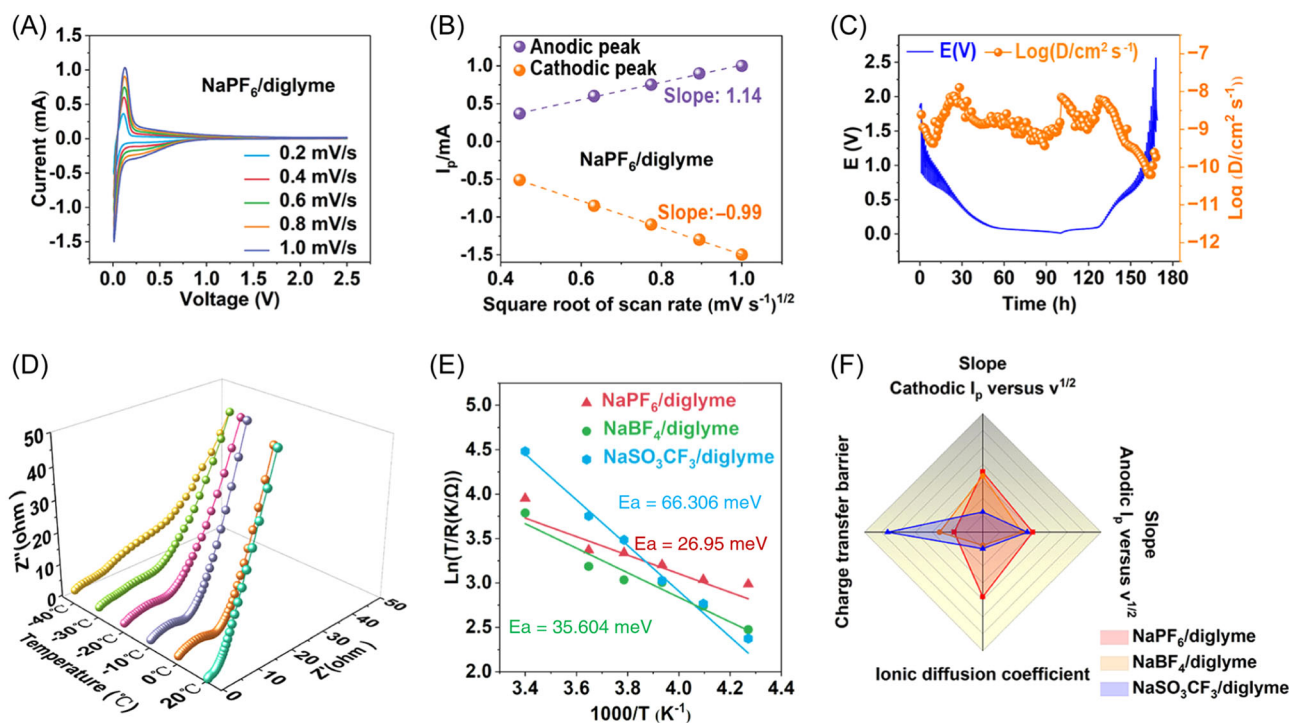 (A)
NaPF6/diglyme
0.2 mV/s
0.4 mV/s
0.6 mV/s
0.8 mV/s
1.0 mV/s
Current (mA)
1.0
0.5
0.0
-0.5
-1.0
-1.5
0.0 0.5 1.0 1.5 2.0 2.5
Voltage (V)
(B)
Anodic peak
Cathodic peak
Slope: 1.14
NaPF6/diglyme
Slope: -0.99
Ip/mA
1.5
1.0
0.5
0.0
-0.5
-1.0
-1.5
0.4 0.6 0.8 1.0
Square root of scan rate (mV s-1)1/2
(C)
E(V)
Log(D/cm2 s-1)
E (V)
2.5
2.0
1.5
1.0
0.5
0.0
-7
-8
-9
-10
-11
-12
Log (D/(cm2 s-1))
0 30 60 90 120 150 180
Time (h)
(D)
Z''(ohm)
50
40
30
20
10
0
-40℃
-30℃
-20℃
-10℃
0℃
20℃
Temperature (℃)
0
10
20
30
40
50
Z'(ohm)
(E)
NaPF6/diglyme
NaBF4/diglyme
NaSO3CF3/diglyme
Ea = 66.306 meV
Ea = 26.95 meV
Ea = 35.604 meV
Ln(T/R(K/Ω))
5.0
4.5
4.0
3.5
3.0
2.5
2.0
3.4 3.6 3.8 4.0 4.2 4.4
1000/T (K-1)
(F)
Slope
Cathodic Ip versus v1/2
Charge transfer barrier
Slope
Anodic Ip versus v1/2
Ionic diffusion coefficient
NaPF6/diglyme
NaBF4/diglyme
NaSO3CF3/diglyme